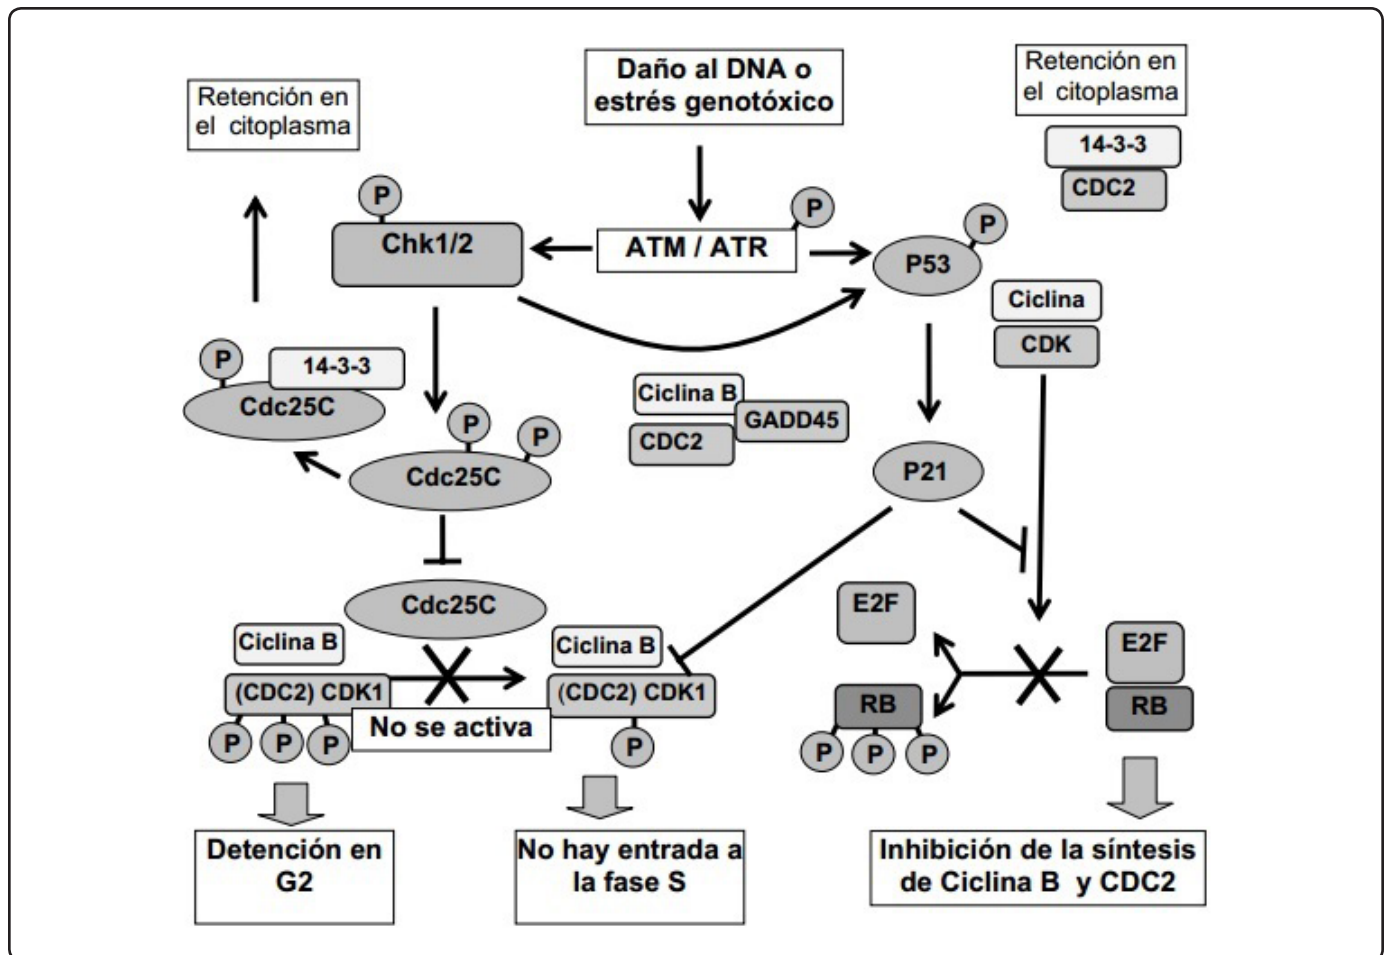 Daño al DNA o
estrés genotóxico
Retención en
el citoplasma
Retención en
el citoplasma
14-3-3
CDC2
P
Chk1/2
ATM / ATR
P
P53
P
Ciclina
CDK
P
14-3-3
Cdc25C
Ciclina B
CDC2
GADD45
P
P
Cdc25C
P21
Cdc25C
Ciclina B
(CDC2) CDK1
P
P
P
No se activa
Ciclina B
(CDC2) CDK1
P
E2F
RB
P
P
P
E2F
RB
Detención en
G2
No hay entrada a
la fase S
Inhibición de la síntesis
de Ciclina B y CDC2